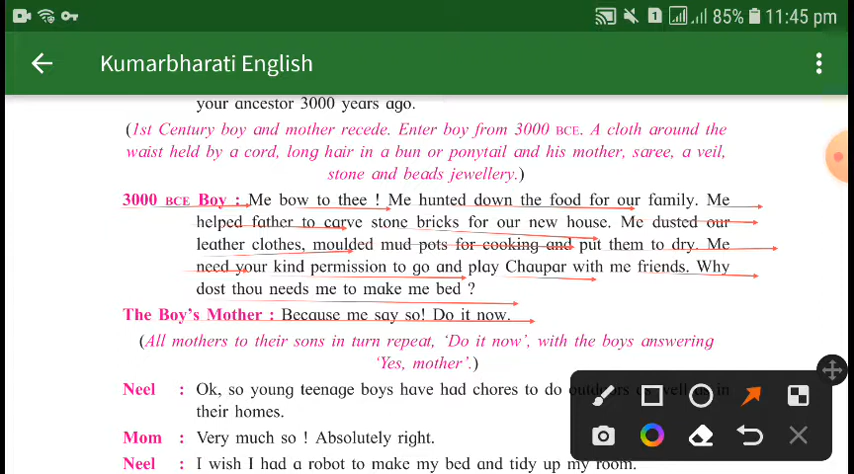 1 85% 11:45 pm
Kumarbharati English
your ancestor 3000 years ago.
(1st Century boy and mother recede. Enter boy from 3000 BCE. A cloth around the
waist held by a cord, long hair in a bun or ponytail and his mother, saree, a veil,
stone and beads jewellery.)
3000 BCE Boy : Me bow to thee ! Me hunted down the food for our family. Me
helped father to carve stone bricks for our new house. Me dusted our
leather clothes, moulded mud pots for cooking and put them to dry. Me
need your kind permission to go and play Chaupar with me friends. Why
dost thou needs me to make me bed ?
The Boy's Mother : Because me say so! Do it now.
(All mothers to their sons in turn repeat, 'Do it now', with the boys answering
'Yes, mother'.)
Neel : Ok, so young teenage boys have had chores to do outdoors as well as in
their homes.
Mom : Very much so ! Absolutely right.
Neel : I wish I had a robot to make my bed and tidy up my room.